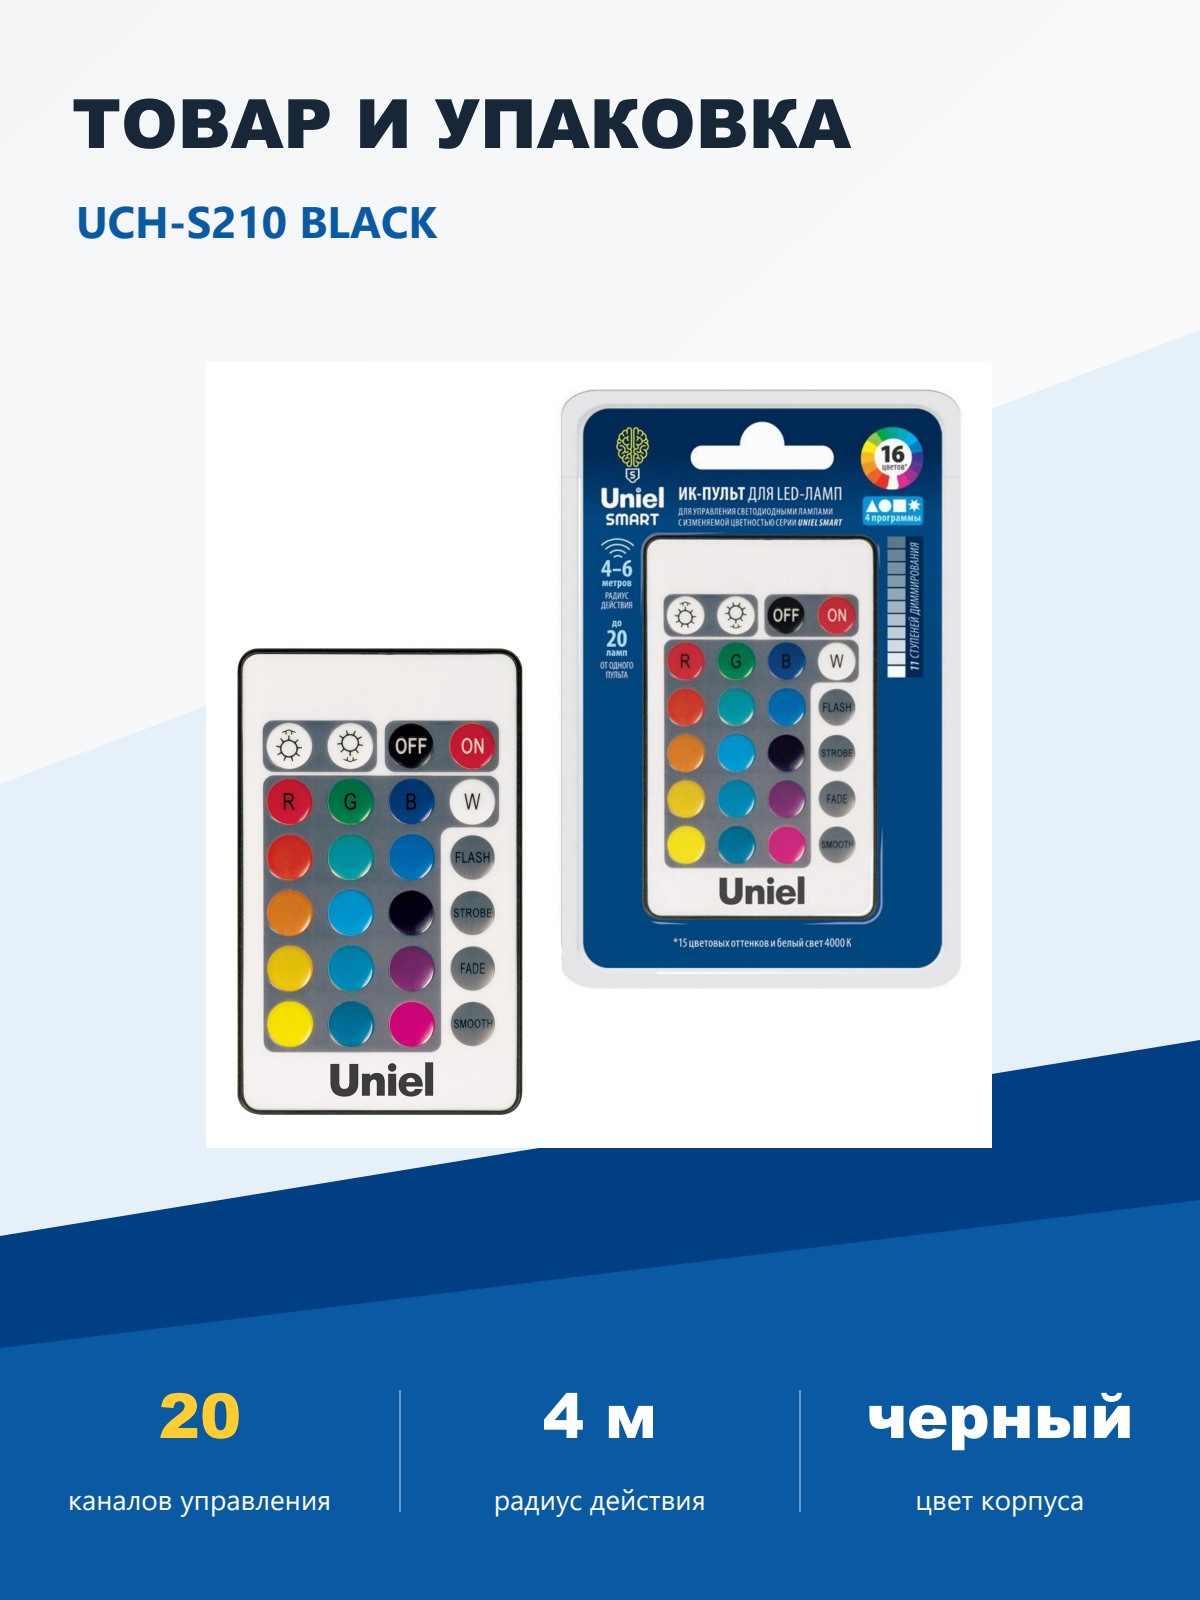 ТОВАР И УПАКОВКА
UCH-S210 BLACK
16
цветов*
Uniel
SMART
ИК-ПУЛЬТ ДЛЯ LED-ЛАМП
ДЛЯ УПРАВЛЕНИЯ СВЕТОДИОДНЫМИ ЛАМПАМИ
С ИЗМЕНЯЕМОЙ ЦВЕТНОСТЬЮ СЕРИИ UNIEL SMART
4 программы
4–6
метров
РАДИУС
ДЕЙСТВИЯ
до
20
ламп
ОТ ОДНОГО
ПУЛЬТА
11 СТУПЕНЕЙ ДИММИРОВАНИЯ
OFF ON
R G B W
FLASH
STROBE
FADE
SMOOTH
Uniel
*15 цветовых оттенков и белый свет 4000 К
OFF ON
R G B W
FLASH
STROBE
FADE
SMOOTH
Uniel
20
каналов управления
4 м
радиус действия
черный
цвет корпуса